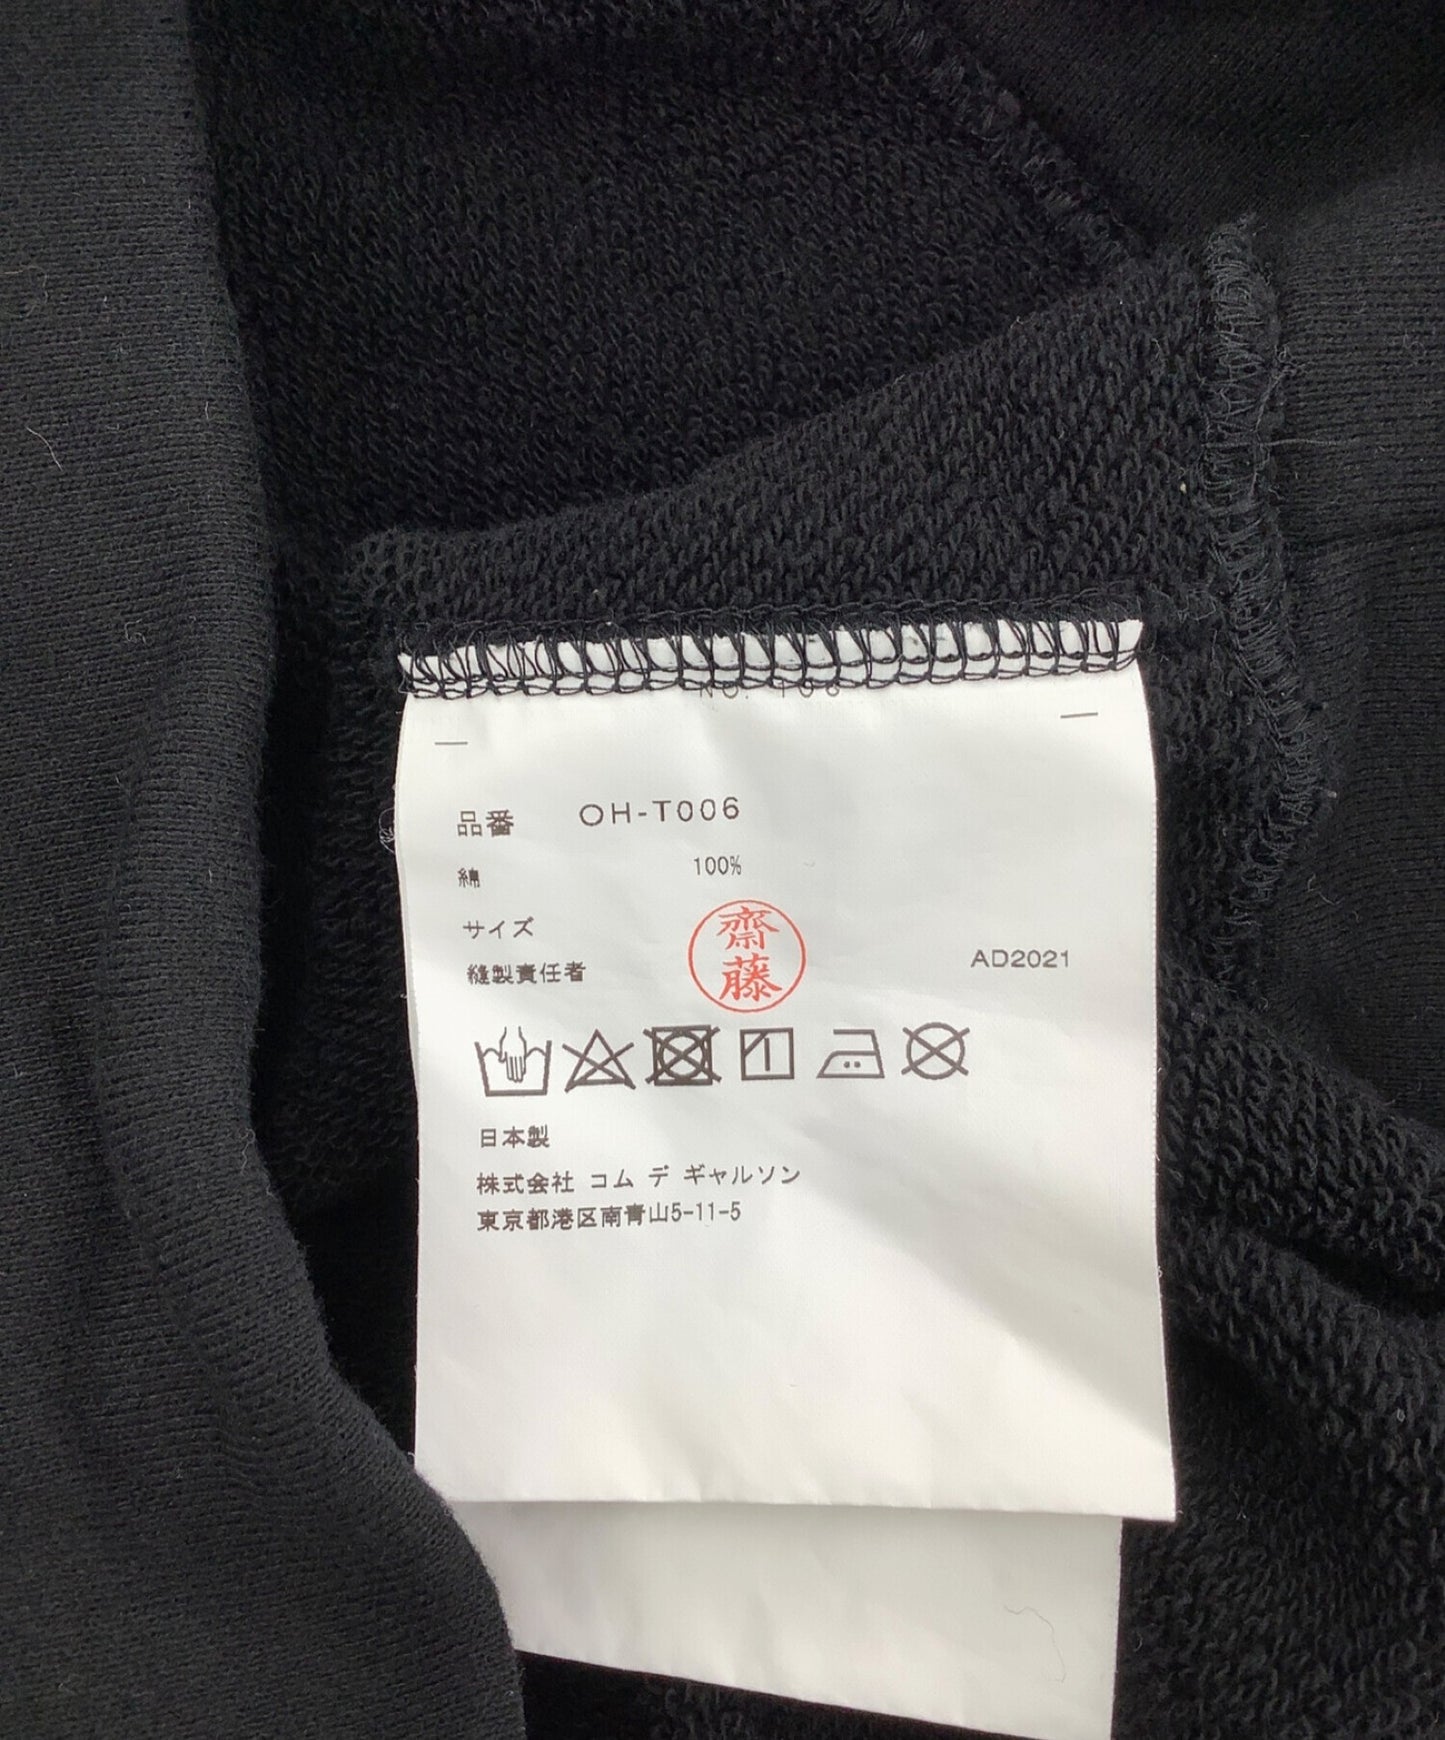 NO. 106
品番 OH-T006
綿 100%
サイズ
縫製責任者
齋藤
AD2021
日本製
株式会社 コム デ ギャルソン
東京都港区南青山5-11-5